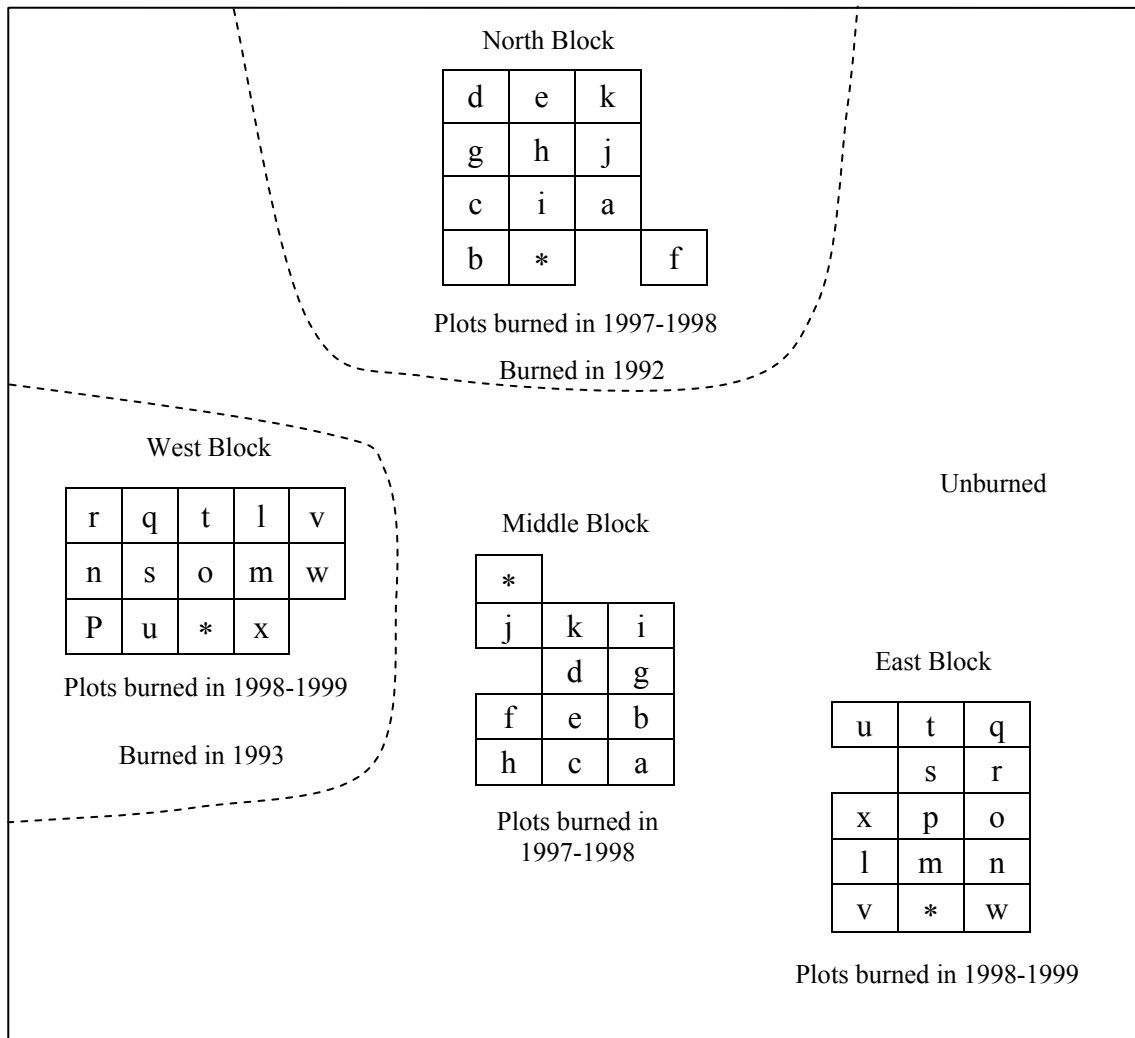 North Block
d e k
g h j
c i a
b * f
Plots burned in 1997-1998
Burned in 1992
West Block
r q t l v
n s o m w
P u * x
Plots burned in 1998-1999
Burned in 1993
Unburned
Middle Block
*
j k i
d g
f e b
h c a
Plots burned in
1997-1998
East Block
u t q
s r
x p o
l m n
v * w
Plots burned in 1998-1999